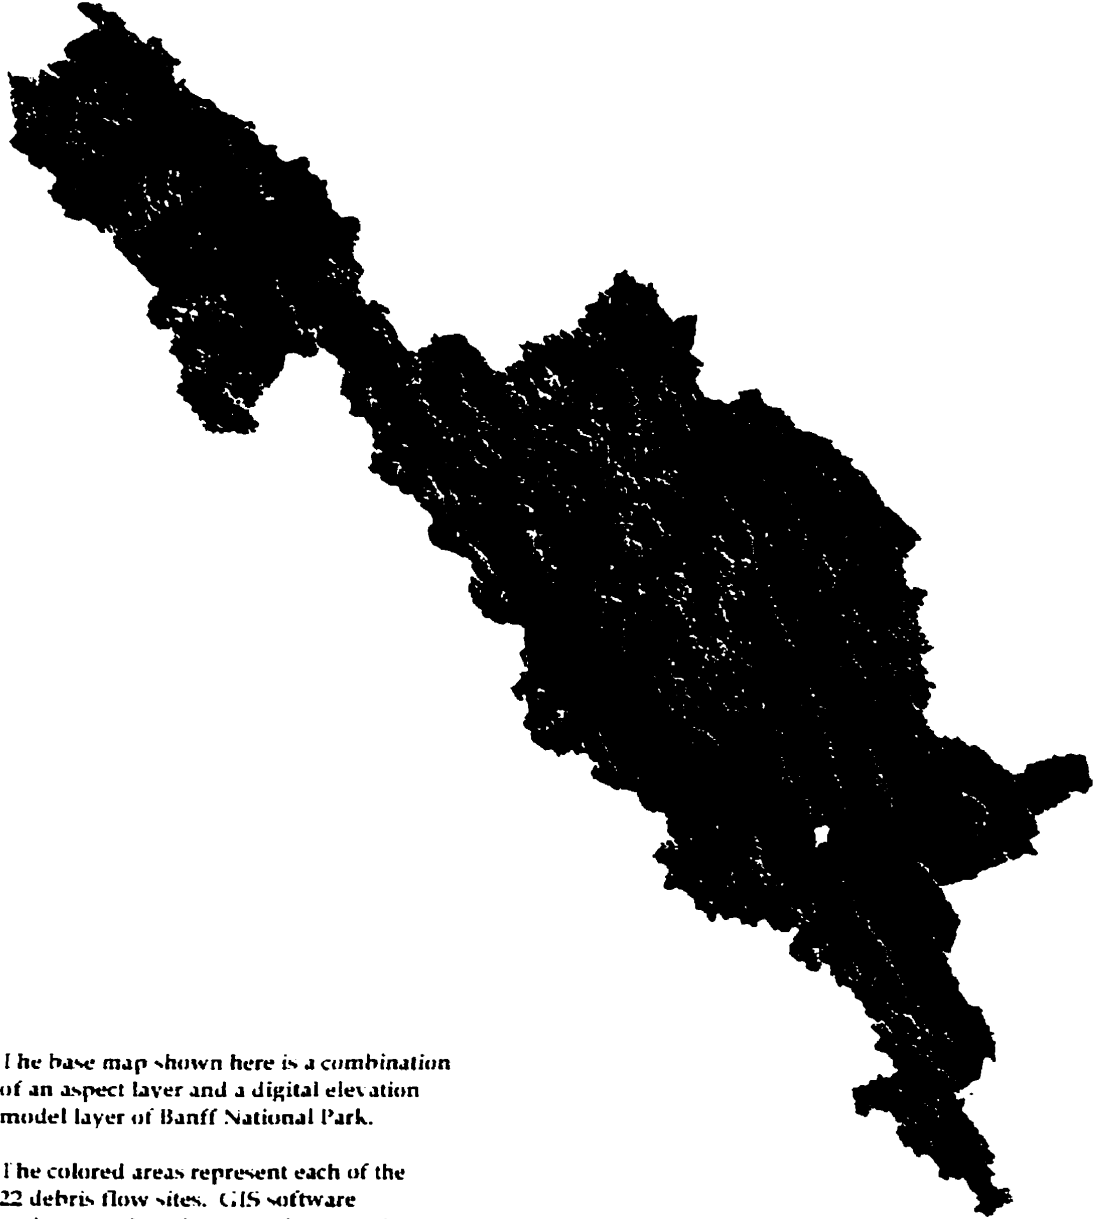 The base map shown here is a combination
of an aspect layer and a digital elevation
model layer of Banff National Park.
The colored areas represent each of the
22 debris flow sites. GIS software